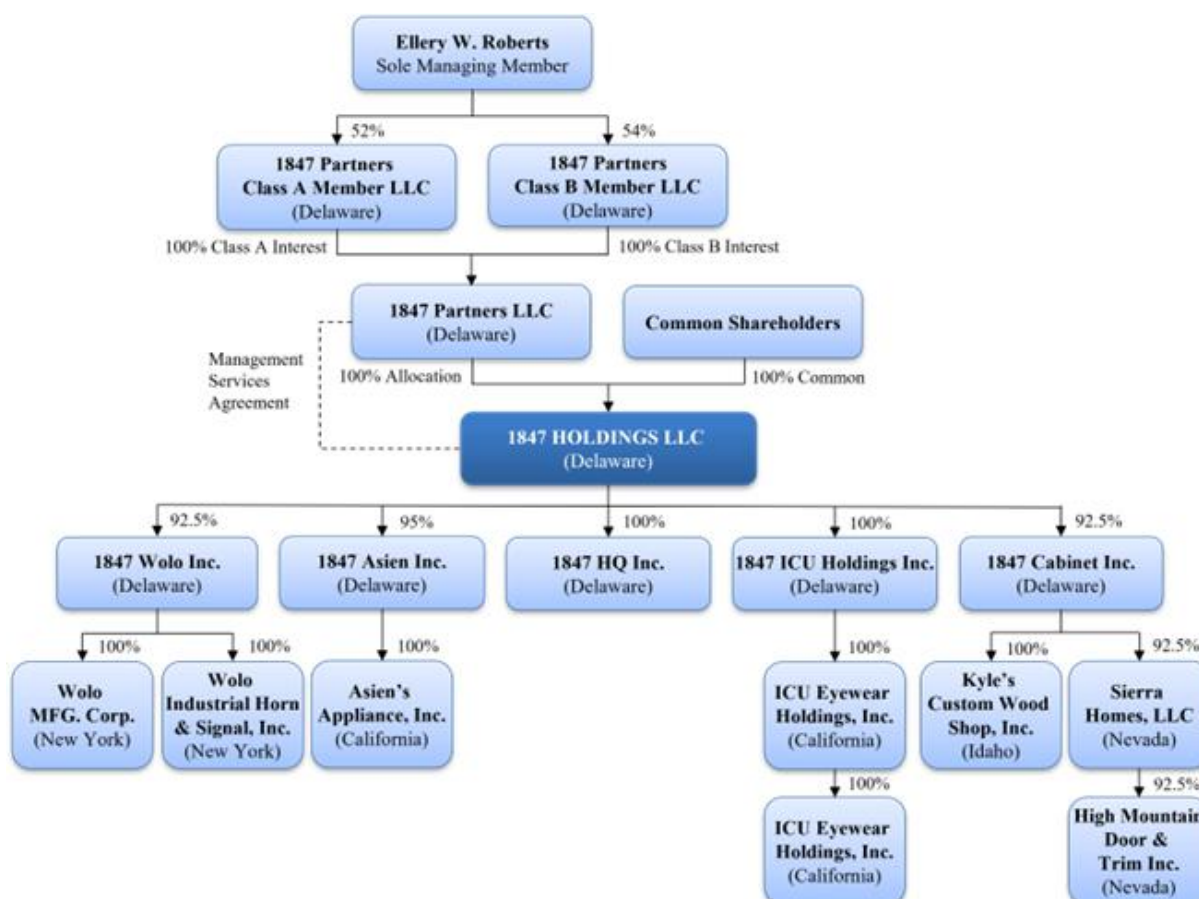 Ellery W. Roberts
Sole Managing Member
52%
54%
1847 Partners
Class A Member LLC
(Delaware)
1847 Partners
Class B Member LLC
(Delaware)
100% Class A Interest
100% Class B Interest
1847 Partners LLC
(Delaware)
Common Shareholders
Management
Services
Agreement
100% Allocation
100% Common
1847 HOLDINGS LLC
(Delaware)
92.5%
95%
100%
100%
92.5%
1847 Wolo Inc.
(Delaware)
1847 Asien Inc.
(Delaware)
1847 HQ Inc.
(Delaware)
1847 ICU Holdings Inc.
(Delaware)
1847 Cabinet Inc.
(Delaware)
100%
100%
100%
100%
100%
92.5%
Wolo
MFG. Corp.
(New York)
Wolo
Industrial Horn
& Signal, Inc.
(New York)
Asien's
Appliance, Inc.
(California)
ICU Eyewear
Holdings, Inc.
(California)
Kyle's
Custom Wood
Shop, Inc.
(Idaho)
Sierra
Homes, LLC
(Nevada)
100%
92.5%
ICU Eyewear
Holdings, Inc.
(California)
High Mountain
Door &
Trim Inc.
(Nevada)